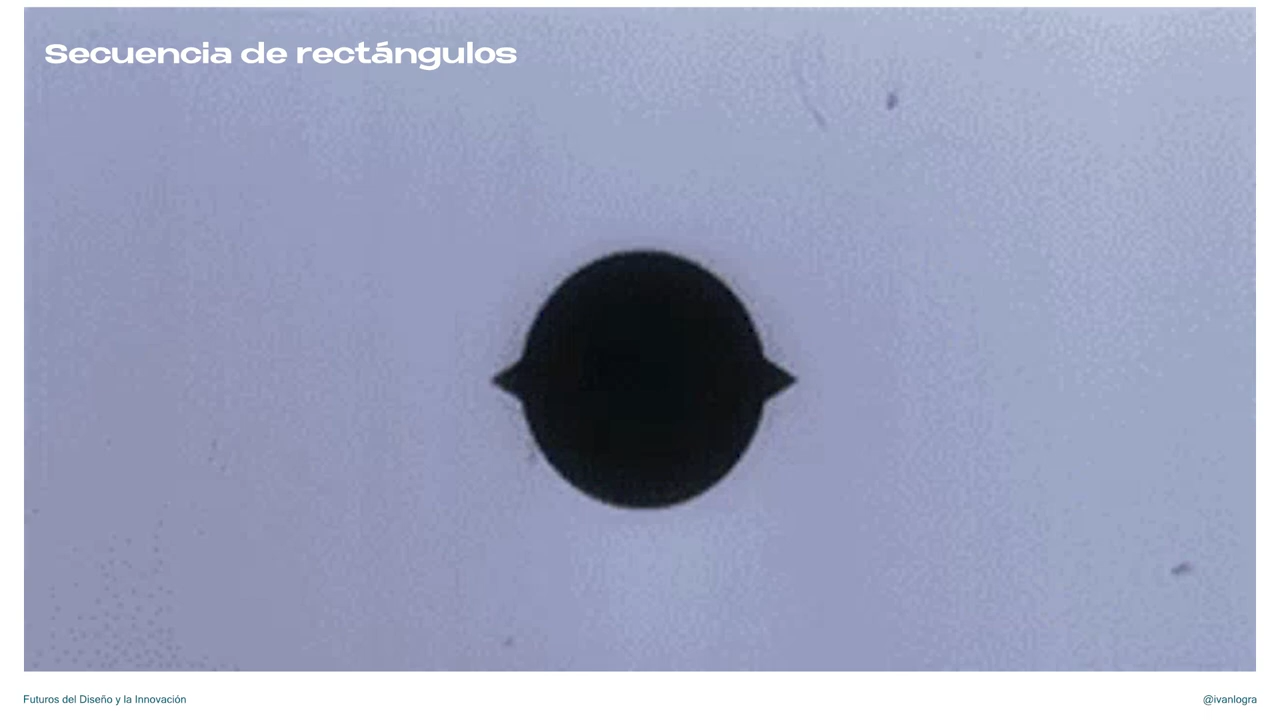 Secuencia de rectángulos
Futuros del Diseño y la Innovación
@ivanlogra